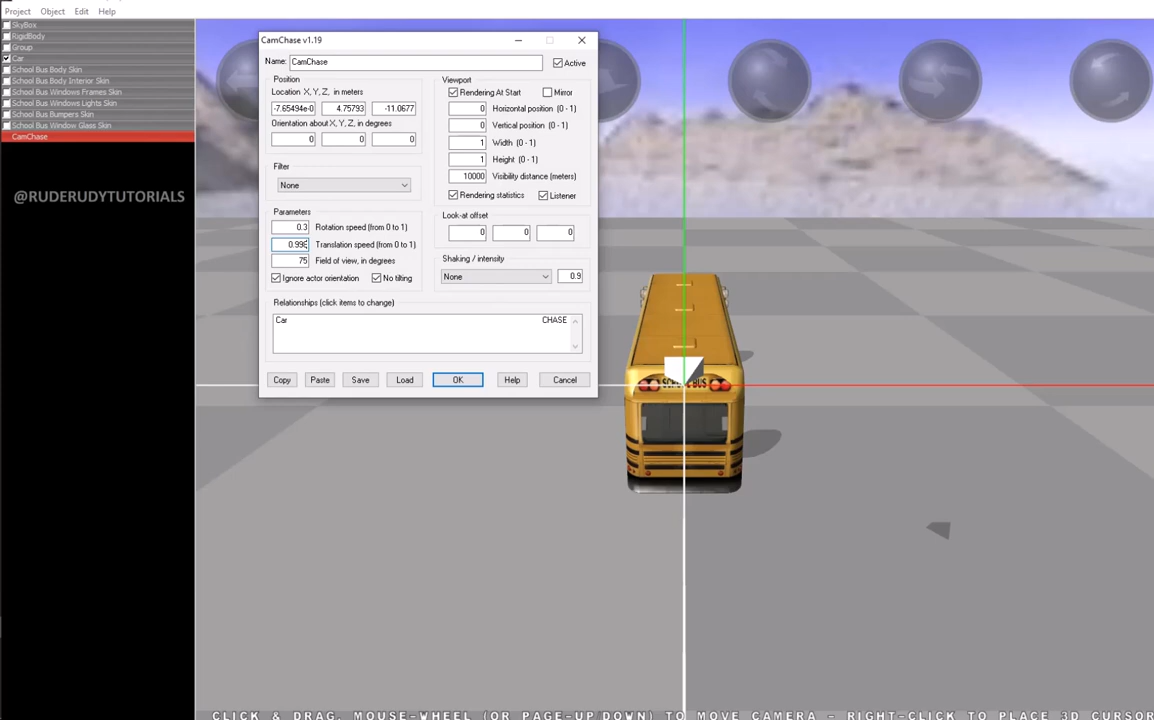 Project Object Edit Help
SkyBox
RigidBody
Group
Car
School Bus Body Skin
School Bus Body Interior Skin
School Bus Windows Frames Skin
School Bus Windows Lights Skin
School Bus Bumpers Skin
School Bus Window Glass Skin
CamChase
@RUDERUDYTUTORIALS
CamChase v1.19
Name: CamChase Active
Position
Location X, Y, Z, in meters
-7.65494e-0 4.75793 -11.0677
Orientation about X, Y, Z, in degrees
0 0 0
Filter
None
Parameters
0.3 Rotation speed (from 0 to 1)
Translation speed (from 0 to 1)
75 Field of view, in degrees
Ignore actor orientation No tilting
Viewport
Rendering At Start Mirror
0 Horizontal position (0 - 1)
0 Vertical position (0 - 1)
1 Width (0 - 1)
1 Height (0 - 1)
10000 Visibility distance (meters)
Rendering statistics Listener
Look-at offset
0 0 0
Shaking / intensity
None 0.9
Relationships (click items to change)
Car CHASE
Copy Paste Save Load OK Help Cancel
CLICK & DRAG, MOUSE-WHEEL (OR PAGE-UP/DOWN) TO MOVE CAMERA - RIGHT-CLICK TO PLACE 3D CURSOR